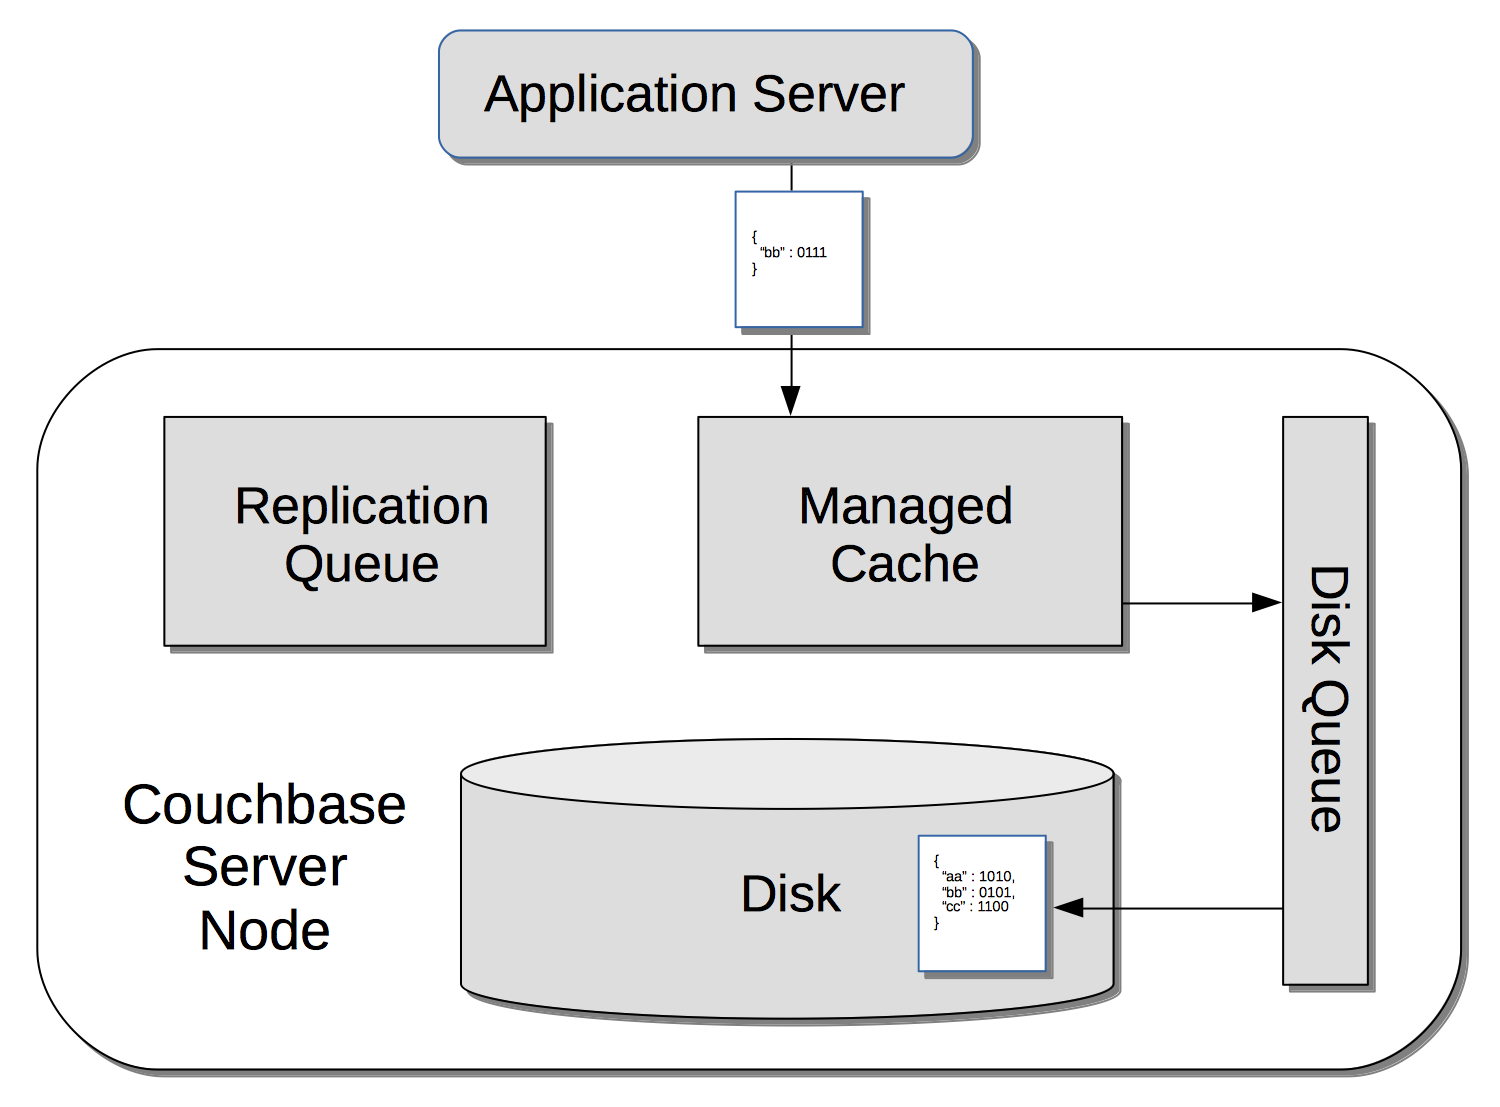 Application Server
{
“bb” : 0111
}
Replication
Queue
Managed
Cache
Disk Queue
Couchbase
Server
Node
Disk
{
“aa” : 1010,
“bb” : 0101,
“cc” : 1100
}